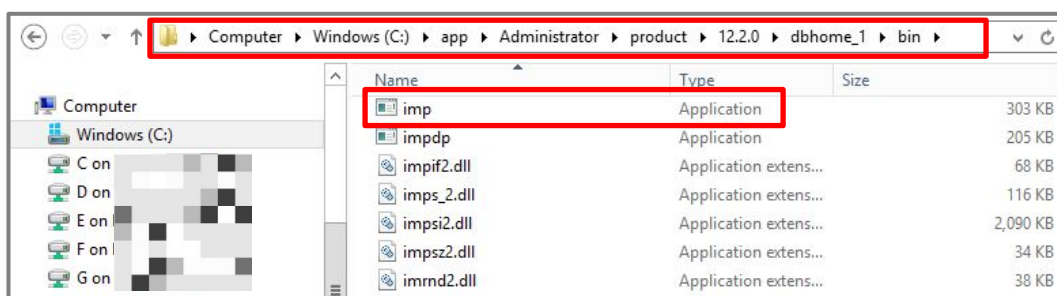 Computer Windows (C:) app Administrator product 12.2.0 dbhome_1 bin
Name Type Size
Computer
Windows (C:)
C on
D on
E on
F on
G on
imp Application 303 KB
impdp Application 205 KB
impif2.dll Application extens... 68 KB
imps_2.dll Application extens... 116 KB
impsi2.dll Application extens... 2,090 KB
impsz2.dll Application extens... 34 KB
imrnd2.dll Application extens... 38 KB